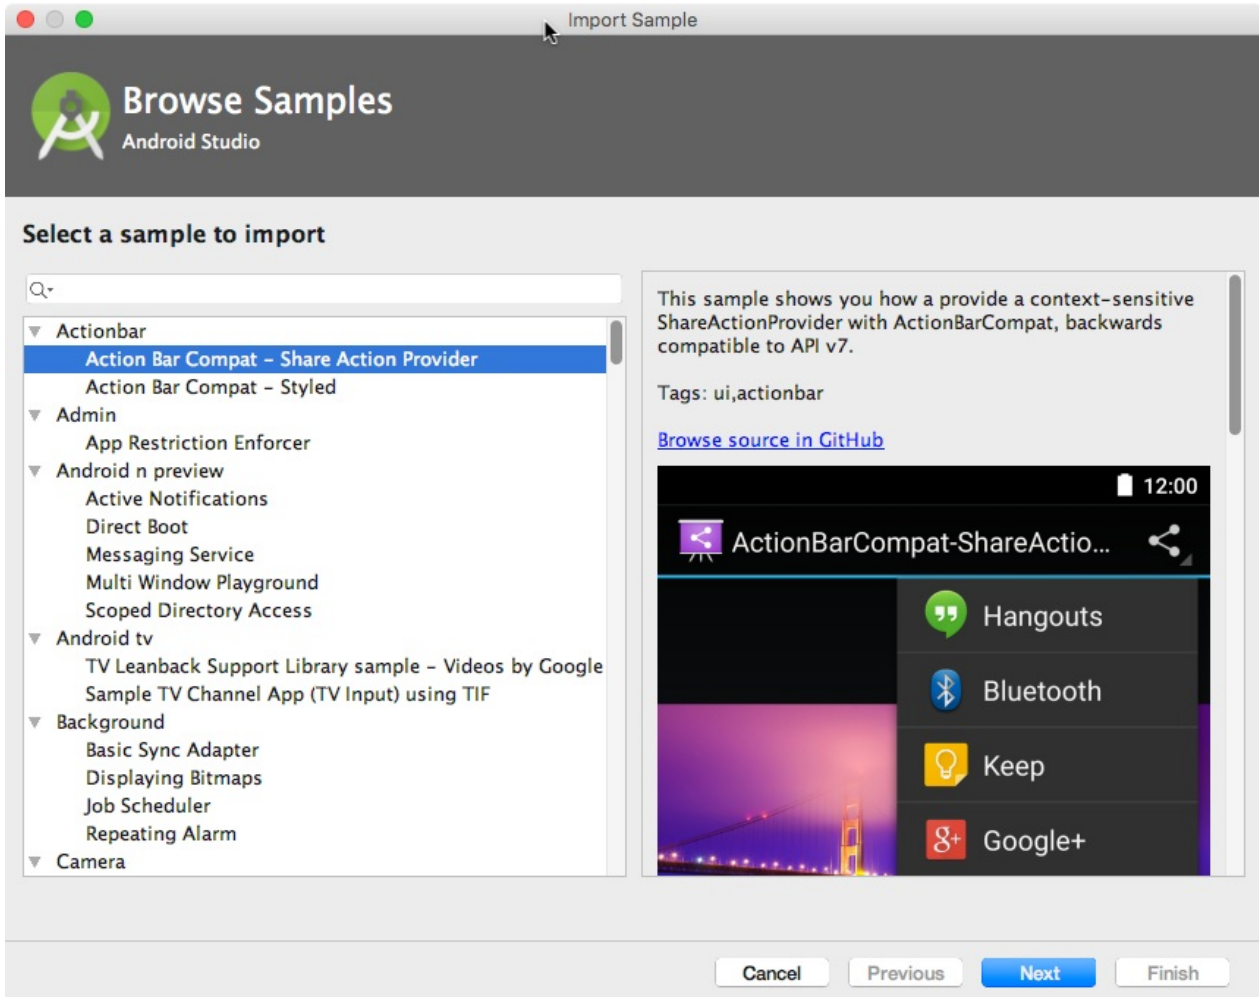 Import Sample
Browse Samples
Android Studio
Select a sample to import
Actionbar
Action Bar Compat – Share Action Provider
Action Bar Compat – Styled
Admin
App Restriction Enforcer
Android n preview
Active Notifications
Direct Boot
Messaging Service
Multi Window Playground
Scoped Directory Access
Android tv
TV Leanback Support Library sample – Videos by Google
Sample TV Channel App (TV Input) using TIF
Background
Basic Sync Adapter
Displaying Bitmaps
Job Scheduler
Repeating Alarm
Camera
This sample shows you how a provide a context-sensitive
ShareActionProvider with ActionBarCompat, backwards
compatible to API v7.
Tags: ui,actionbar
Browse source in GitHub
12:00
ActionBarCompat-ShareActio...
Hangouts
Bluetooth
Keep
g+ Google+
Cancel Previous Next Finish